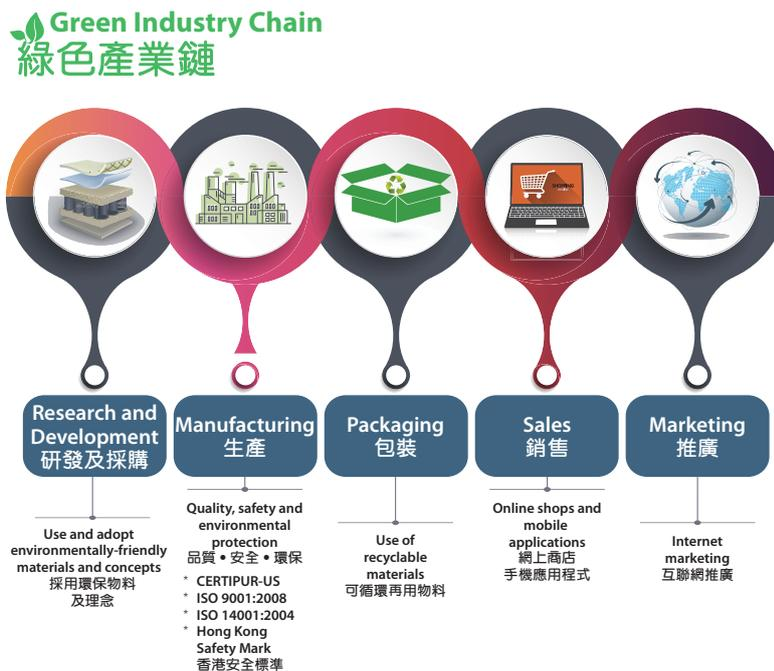 Green Industry Chain
綠色產業鏈
SHOPPING
Research and
Development
研發及採購
Manufacturing
生產
Packaging
包裝
Sales
銷售
Marketing
推廣
Use and adopt
environmentally-friendly
materials and concepts
採用環保物料
及理念
Quality, safety and
environmental
protection
品質 • 安全 • 環保
* CERTIPUR-US
* ISO 9001:2008
* ISO 14001:2004
* Hong Kong
Safety Mark
香港安全標準
Use of
recyclable
materials
可循環再用物料
Online shops and
mobile
applications
網上商店
手機應用程式
Internet
marketing
互聯網推廣